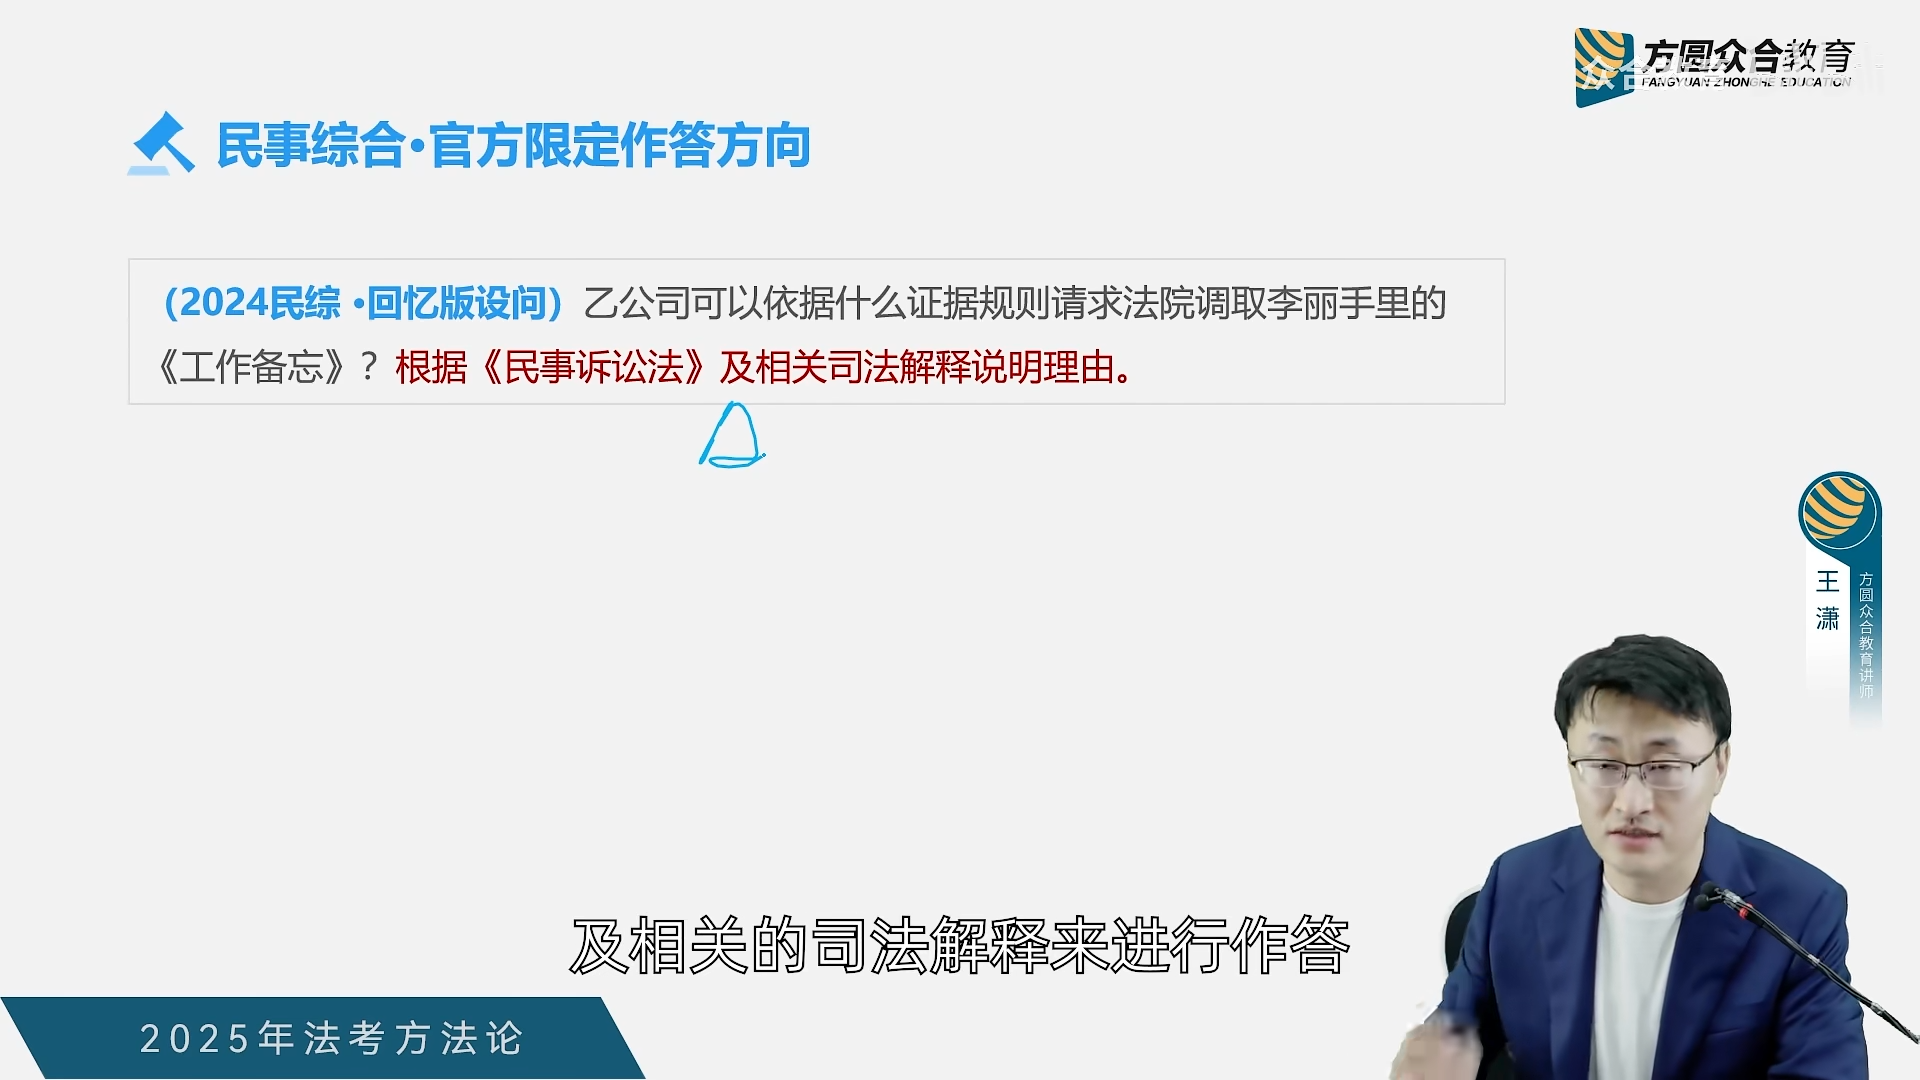 方圆众合教育
FANGYUAN ZHONGHE EDUCATION
民事综合·官方限定作答方向
（2024民综 ·回忆版设问）乙公司可以依据什么证据规则请求法院调取李丽手里的
《工作备忘》？根据《民事诉讼法》及相关司法解释说明理由。
王潇
方圆众合教育讲师
及相关的司法解释来进行作答
2025年法考方法论